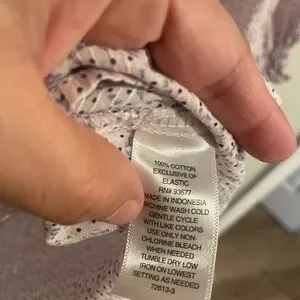 100% COTTON
EXCLUSIVE OF
ELASTIC
RN# 93677
MADE IN INDONESIA
MACHINE WASH COLD
GENTLE CYCLE
WITH LIKE COLORS
USE ONLY NON-
CHLORINE BLEACH
WHEN NEEDED
TUMBLE DRY LOW
IRON ON LOWEST
SETTING AS NEEDED
72613-3